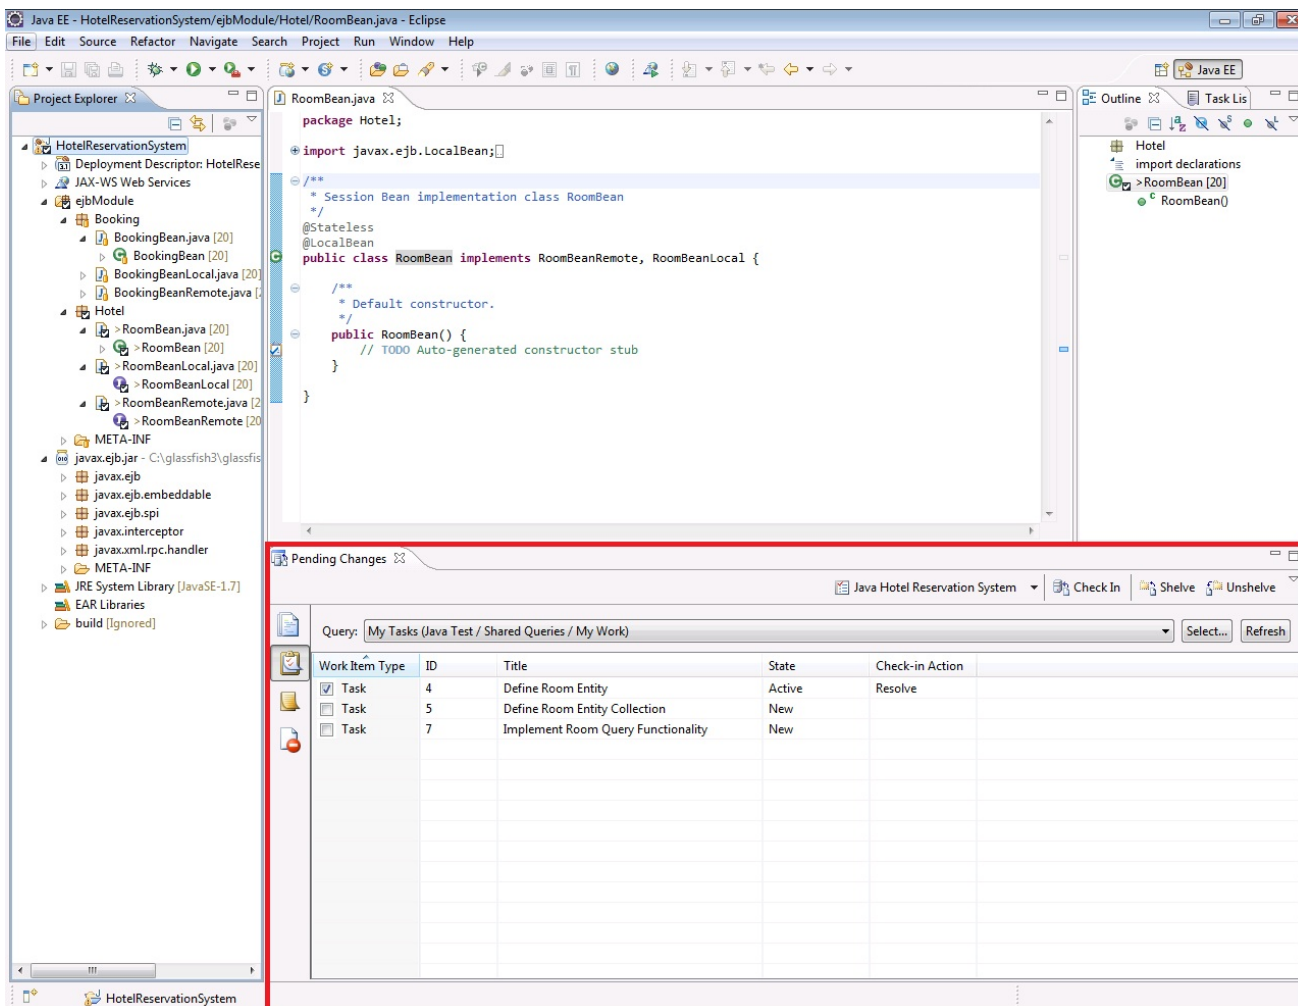 Java EE - HotelReservationSystem/ejbModule/Hotel/RoomBean.java - Eclipse
File Edit Source Refactor Navigate Search Project Run Window Help
Java EE
Project Explorer
HotelReservationSystem
Deployment Descriptor: HotelRese
JAX-WS Web Services
ejbModule
Booking
BookingBean.java [20]
BookingBean [20]
BookingBeanLocal.java [20]
BookingBeanRemote.java [2
Hotel
>RoomBean.java [20]
>RoomBean [20]
>RoomBeanLocal.java [20]
>RoomBeanLocal [20]
>RoomBeanRemote.java [2
>RoomBeanRemote [20
META-INF
javax.ejb.jar - C:\glassfish3\glassfis
javax.ejb
javax.ejb.embeddable
javax.ejb.spi
javax.interceptor
javax.xml.rpc.handler
META-INF
JRE System Library [JavaSE-1.7]
EAR Libraries
build [Ignored]
RoomBean.java
package Hotel;
import javax.ejb.LocalBean;
/**
* Session Bean implementation class RoomBean
*/
@Stateless
@LocalBean
public class RoomBean implements RoomBeanRemote, RoomBeanLocal {
/**
* Default constructor.
*/
public RoomBean() {
// TODO Auto-generated constructor stub
}
}
Outline Task Lis
Hotel
import declarations
>RoomBean [20]
RoomBean()
Pending Changes
Java Hotel Reservation System Check In Shelve Unshelve
Query: My Tasks (Java Test / Shared Queries / My Work) Select... Refresh
Work Item Type ID Title State Check-in Action
Task 4 Define Room Entity Active Resolve
Task 5 Define Room Entity Collection New
Task 7 Implement Room Query Functionality New
HotelReservationSystem